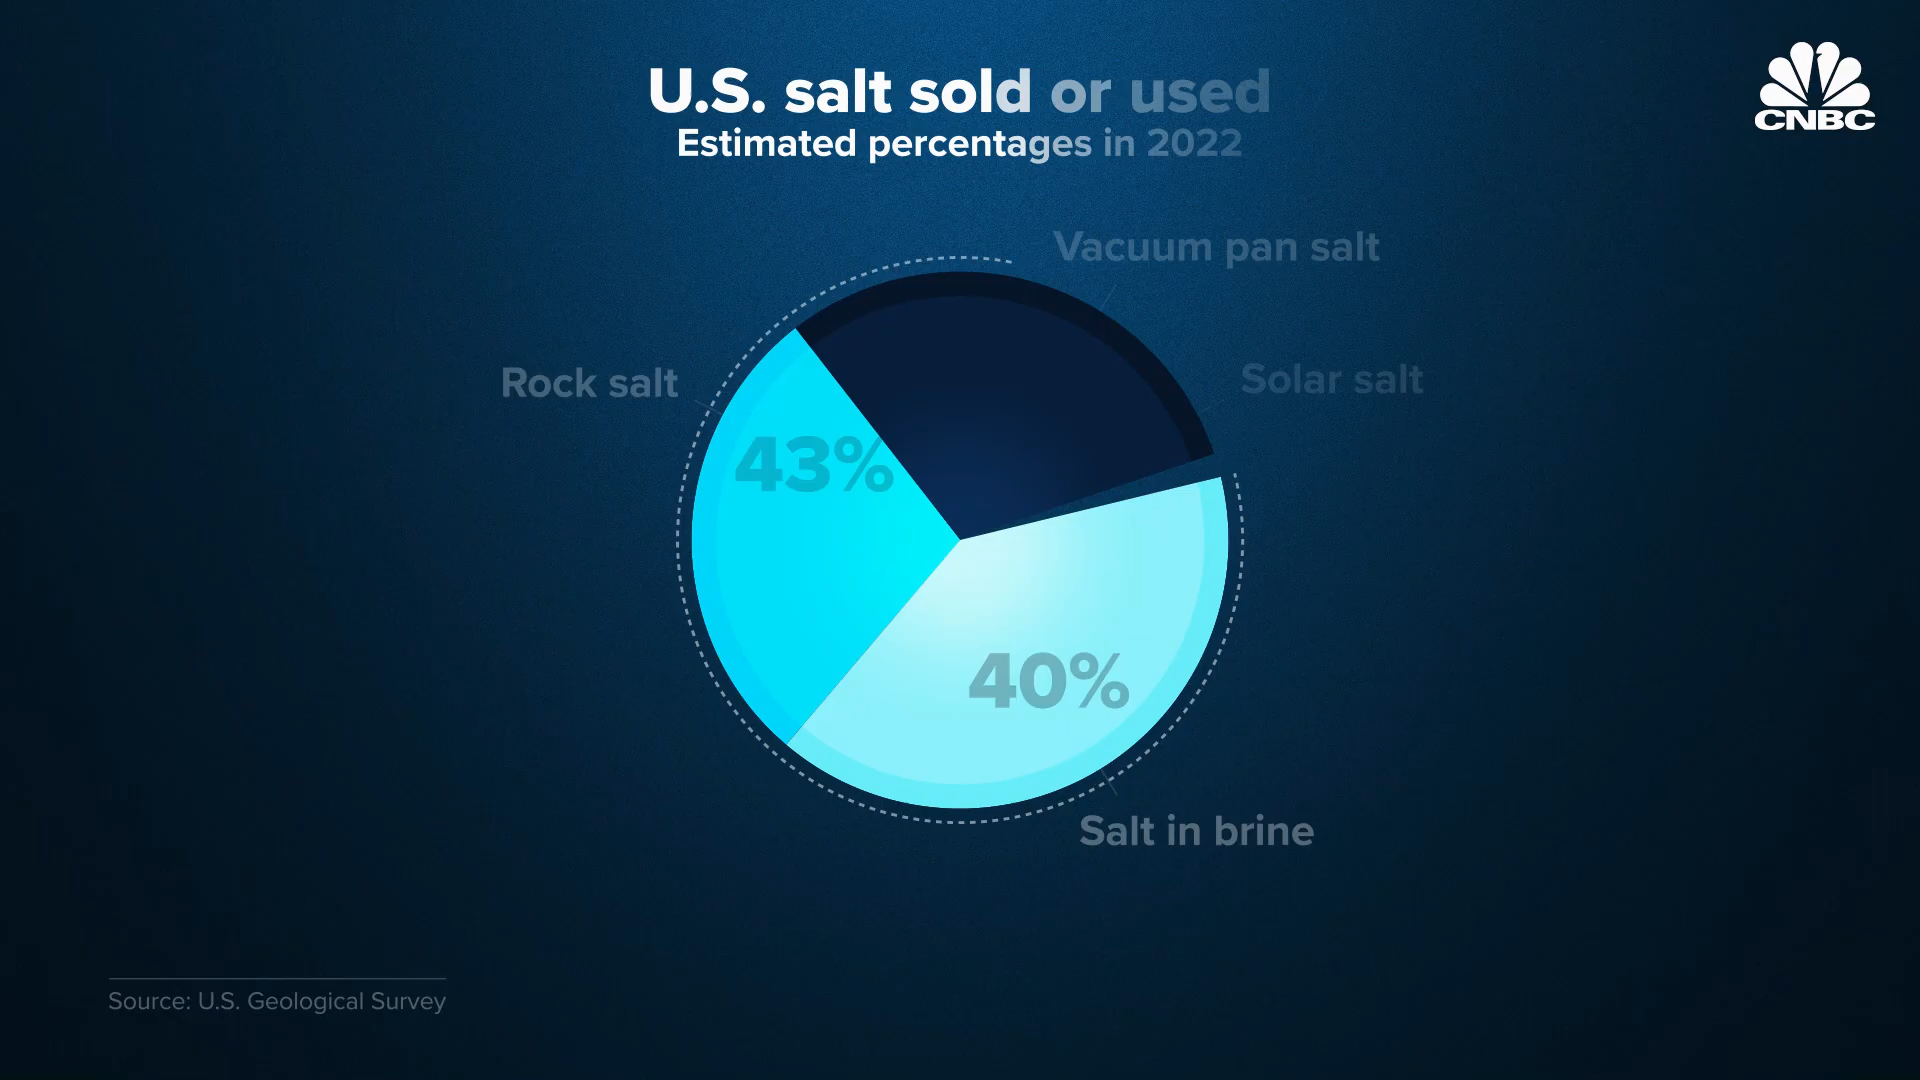 U.S. salt sold or used
Estimated percentages in 2022
CNBC
Vacuum pan salt
Rock salt
Solar salt
43%
40%
Salt in brine
Source: U.S. Geological Survey